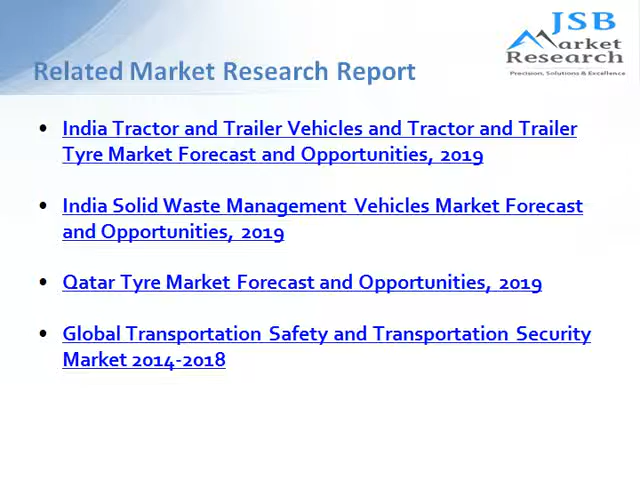 JSB
Market
Research
Precision, Solutions & Excellence
Related Market Research Report
• India Tractor and Trailer Vehicles and Tractor and Trailer
Tyre Market Forecast and Opportunities, 2019
• India Solid Waste Management Vehicles Market Forecast
and Opportunities, 2019
• Qatar Tyre Market Forecast and Opportunities, 2019
• Global Transportation Safety and Transportation Security
Market 2014-2018